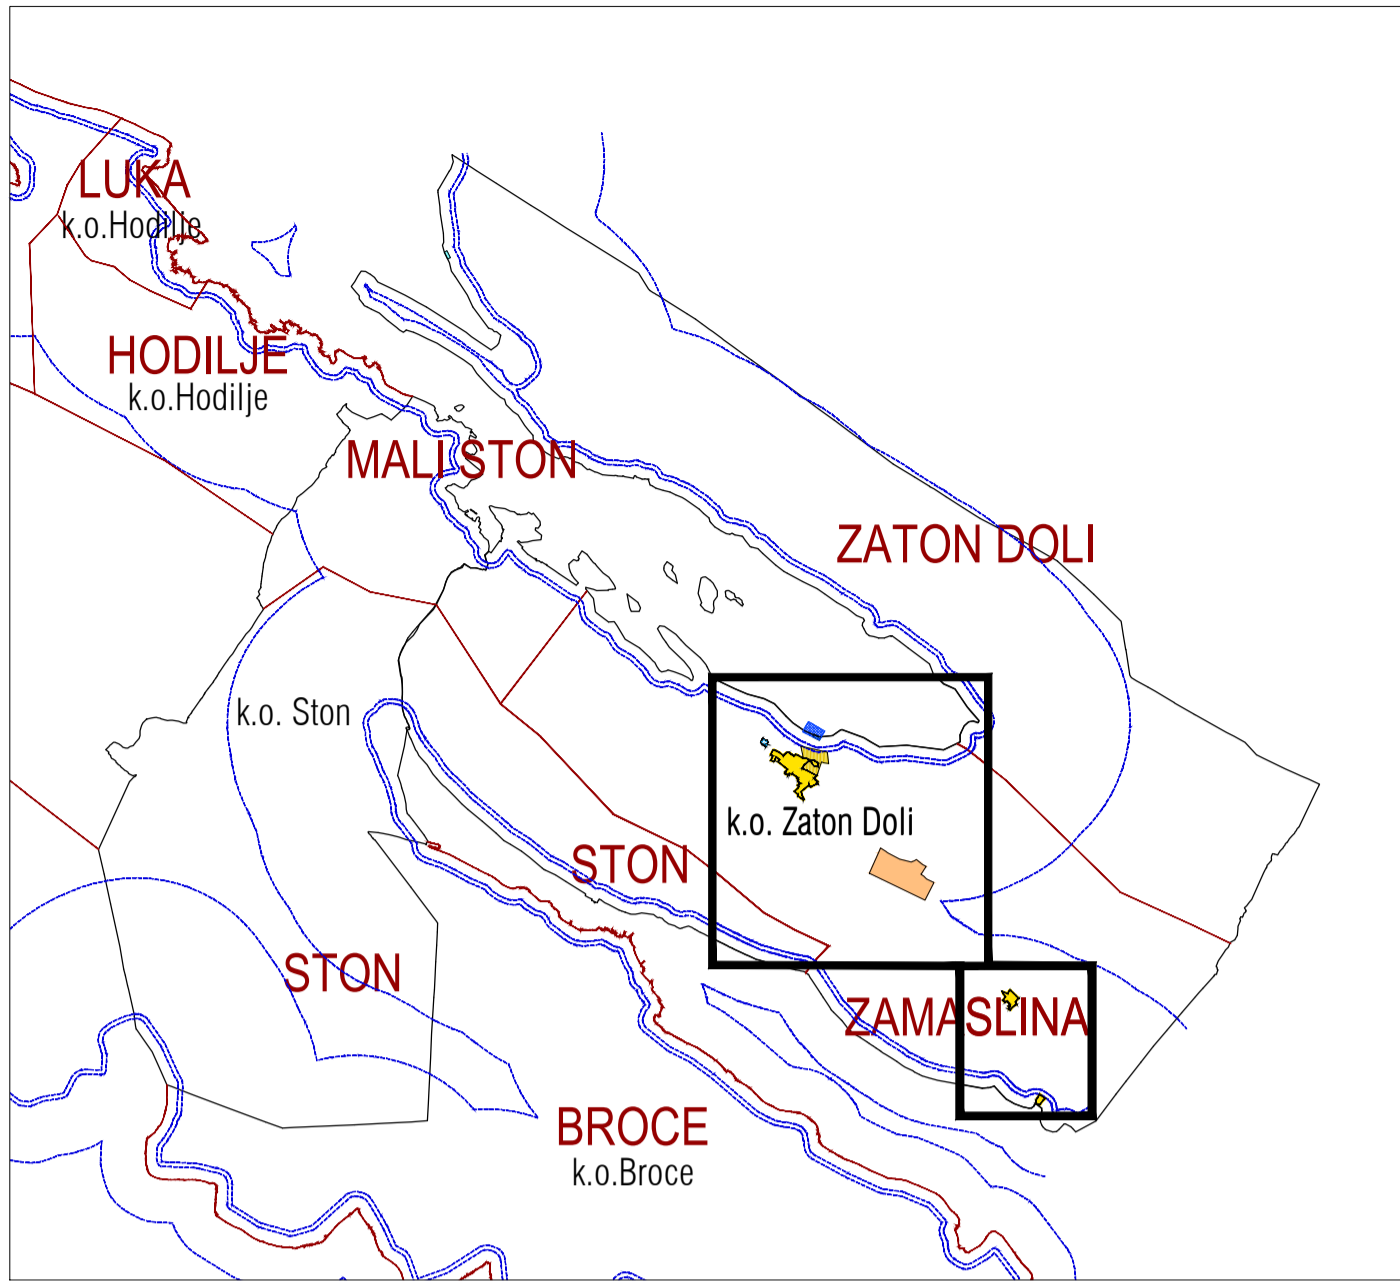 LUKA
k.o.Hodilje
HODILJE
k.o.Hodilje
MALI STON
ZATON DOLI
k.o. Ston
k.o. Zaton Doli
STON
STON
ZAMASLINA
BROCE
k.o.Broce